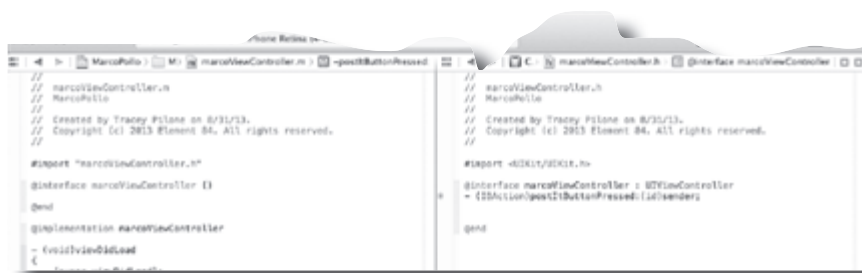 Phone Retina
MarcoPollo
marcoViewController.m
-postItButtonPressed
//
// marcoViewController.m
// MarcoPollo
//
// Created by Tracey Pilone on 8/31/13.
// Copyright (c) 2013 Element 84. All rights reserved.
//
#import "marcoViewController.h"
@interface marcoViewController ()
@end
@implementation marcoViewController
- (void)viewDidLoad
{
marcoViewController.h
@interface marcoViewController
//
// marcoViewController.h
// MarcoPollo
//
// Created by Tracey Pilone on 8/31/13.
// Copyright (c) 2013 Element 84. All rights reserved.
//
#import <UIKit/UIKit.h>
@interface marcoViewController : UIViewController
- (IBAction)postItButtonPressed:(id)sender;
@end